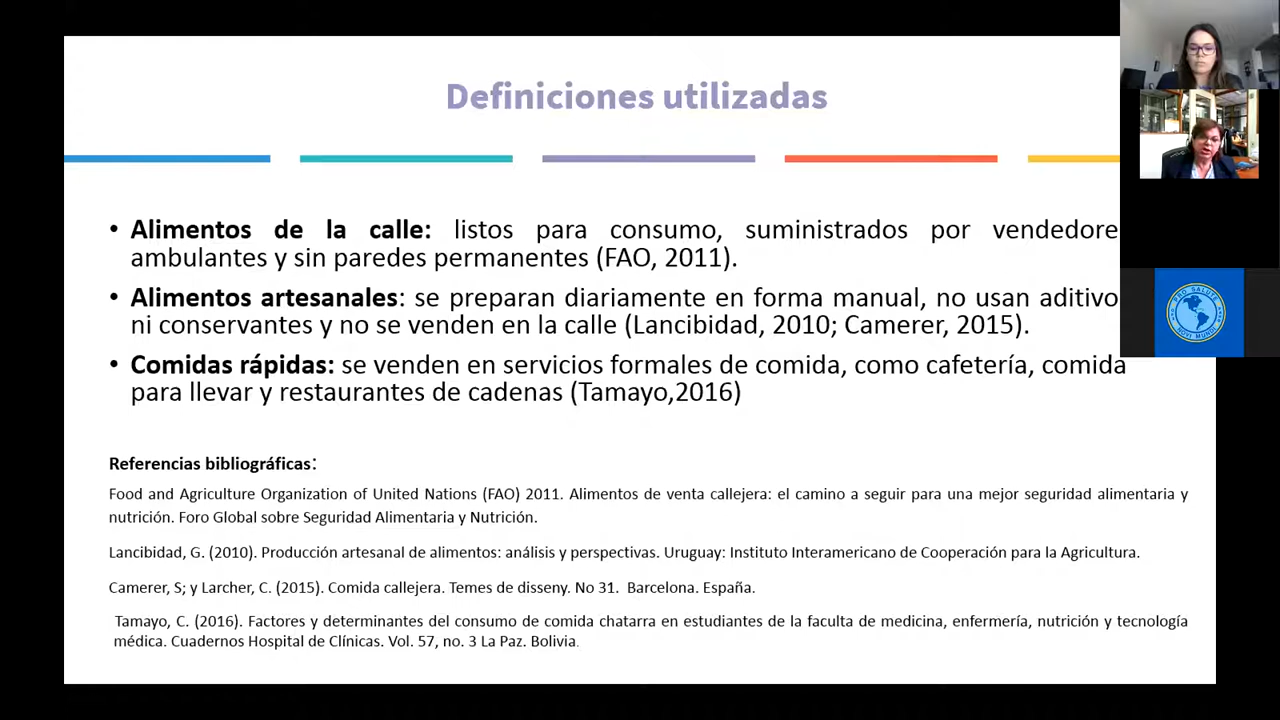 Definiciones utilizadas
• Alimentos de la calle: listos para consumo, suministrados por vendedore
ambulantes y sin paredes permanentes (FAO, 2011).
• Alimentos artesanales: se preparan diariamente en forma manual, no usan aditivo
ni conservantes y no se venden en la calle (Lancibidad, 2010; Camerer, 2015).
• Comidas rápidas: se venden en servicios formales de comida, como cafetería, comida
para llevar y restaurantes de cadenas (Tamayo,2016)
Referencias bibliográficas:
Food and Agriculture Organization of United Nations (FAO) 2011. Alimentos de venta callejera: el camino a seguir para una mejor seguridad alimentaria y
nutrición. Foro Global sobre Seguridad Alimentaria y Nutrición.
Lancibidad, G. (2010). Producción artesanal de alimentos: análisis y perspectivas. Uruguay: Instituto Interamericano de Cooperación para la Agricultura.
Camerer, S; y Larcher, C. (2015). Comida callejera. Temes de disseny. No 31. Barcelona. España.
Tamayo, C. (2016). Factores y determinantes del consumo de comida chatarra en estudiantes de la faculta de medicina, enfermería, nutrición y tecnología
médica. Cuadernos Hospital de Clínicas. Vol. 57, no. 3 La Paz. Bolivia.
PRO SALUTE
NOVI MUNDI